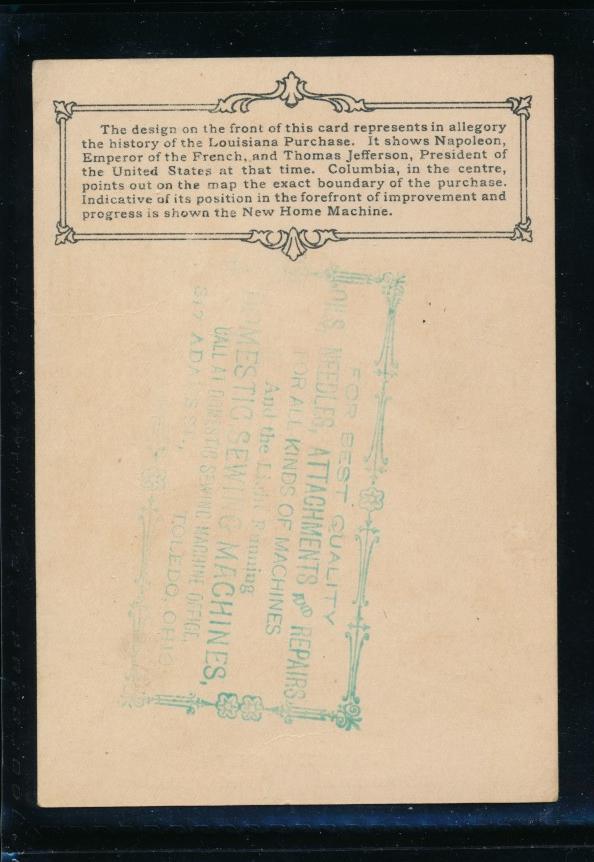 The design on the front of this card represents in allegory
the history of the Louisiana Purchase. It shows Napoleon,
Emperor of the French, and Thomas Jefferson, President of
the United States at that time. Columbia, in the centre,
points out on the map the exact boundary of the purchase.
Indicative of its position in the forefront of improvement and
progress is shown the New Home Machine.
FOR BEST QUALITY
OILS, NEEDLES, ATTACHMENTS AND REPAIRS
FOR ALL KINDS OF MACHINES
And the Light Running
DOMESTIC SEWING MACHINES,
CALL AT DOMESTIC SEWING MACHINE OFFICE,
ADAMS ST.,
TOLEDO, OHIO